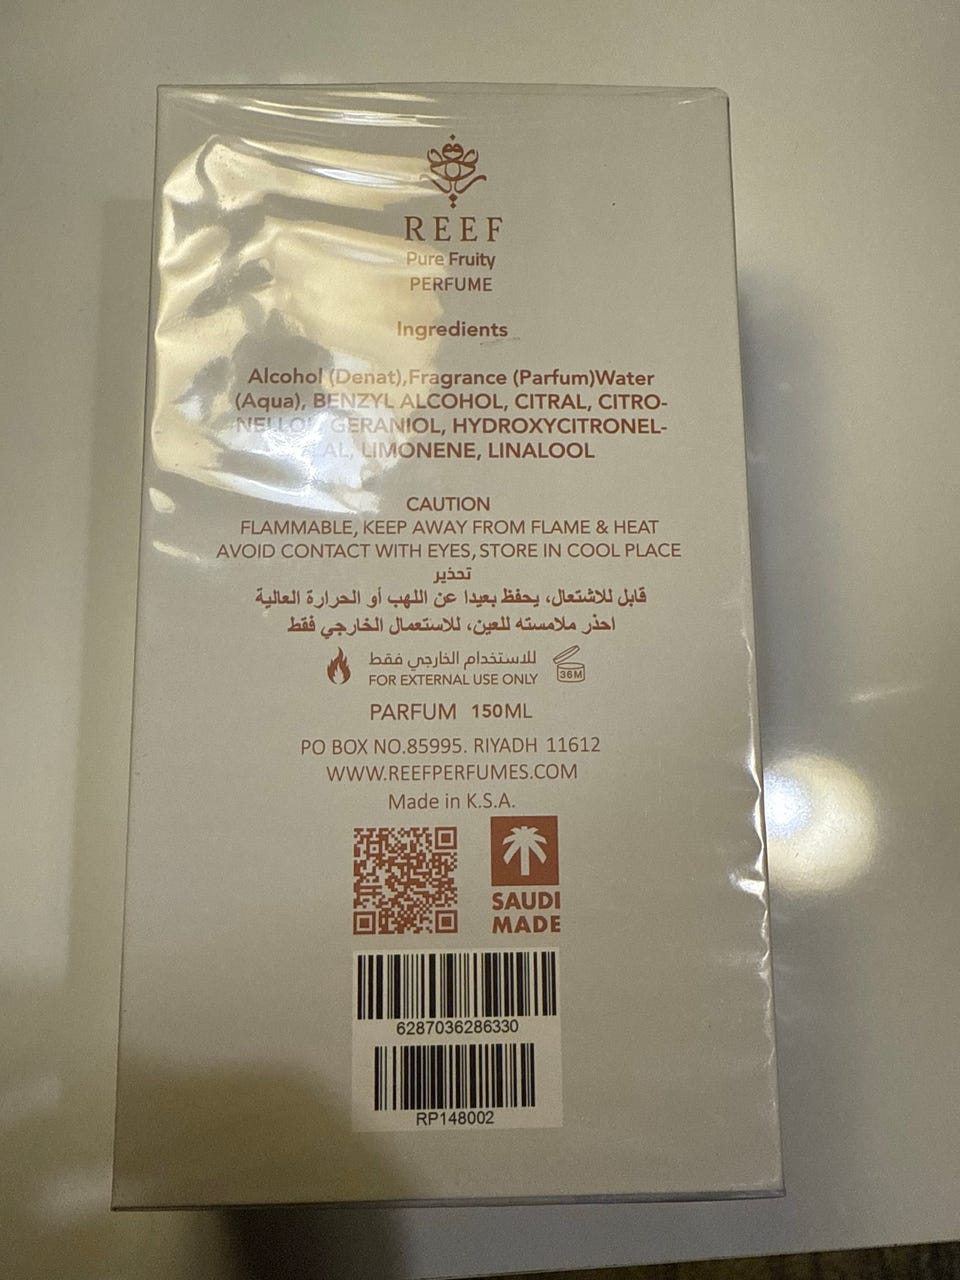 REEF
Pure Fruity
PERFUME
Ingredients
Alcohol (Denat),Fragrance (Parfum)Water
(Aqua), BENZYL ALCOHOL, CITRAL, CITRO-
NELLOL, GERANIOL, HYDROXYCITRONEL-
LAL, LIMONENE, LINALOOL
CAUTION
FLAMMABLE, KEEP AWAY FROM FLAME & HEAT
AVOID CONTACT WITH EYES, STORE IN COOL PLACE
تحذير
قابل للاشتعال، يحفظ بعيدا عن اللهب أو الحرارة العالية
احذر ملامسته للعين، للاستعمال الخارجي فقط
للاستخدام الخارجي فقط
FOR EXTERNAL USE ONLY
36M
PARFUM 150ML
PO BOX NO.85995. RIYADH 11612
WWW.REEFPERFUMES.COM
Made in K.S.A.
SAUDI
MADE
6287036286330
RP148002